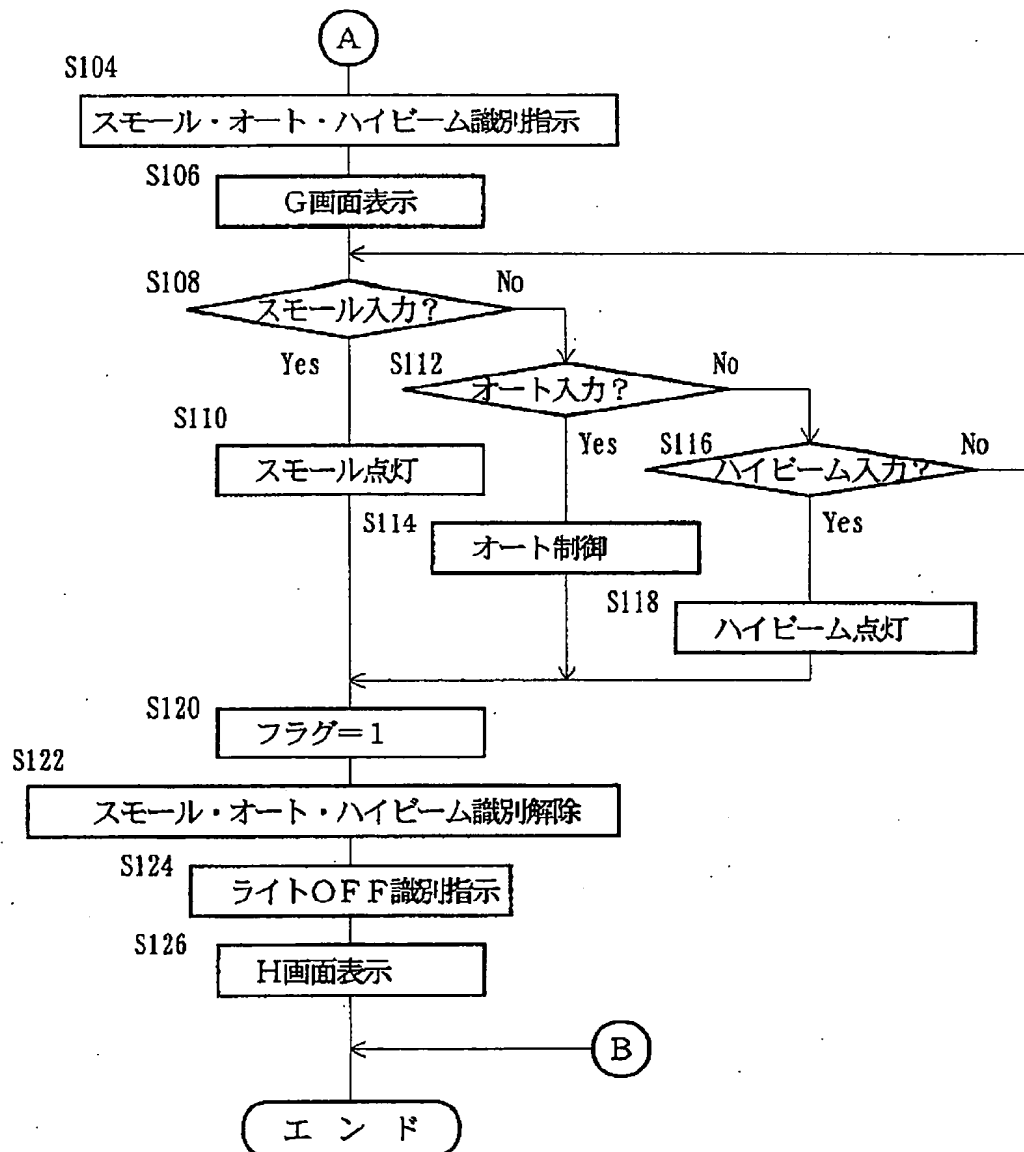 A
S104
スモール・オート・ハイビーム識別指示
S106
G画面表示
S108
スモール入力？
No
Yes
S112
オート入力？
No
Yes
S116
ハイビーム入力？
No
Yes
S110
スモール点灯
S114
オート制御
S118
ハイビーム点灯
S120
フラグ＝１
S122
スモール・オート・ハイビーム識別解除
S124
ライトＯＦＦ識別指示
S126
H画面表示
B
エンド